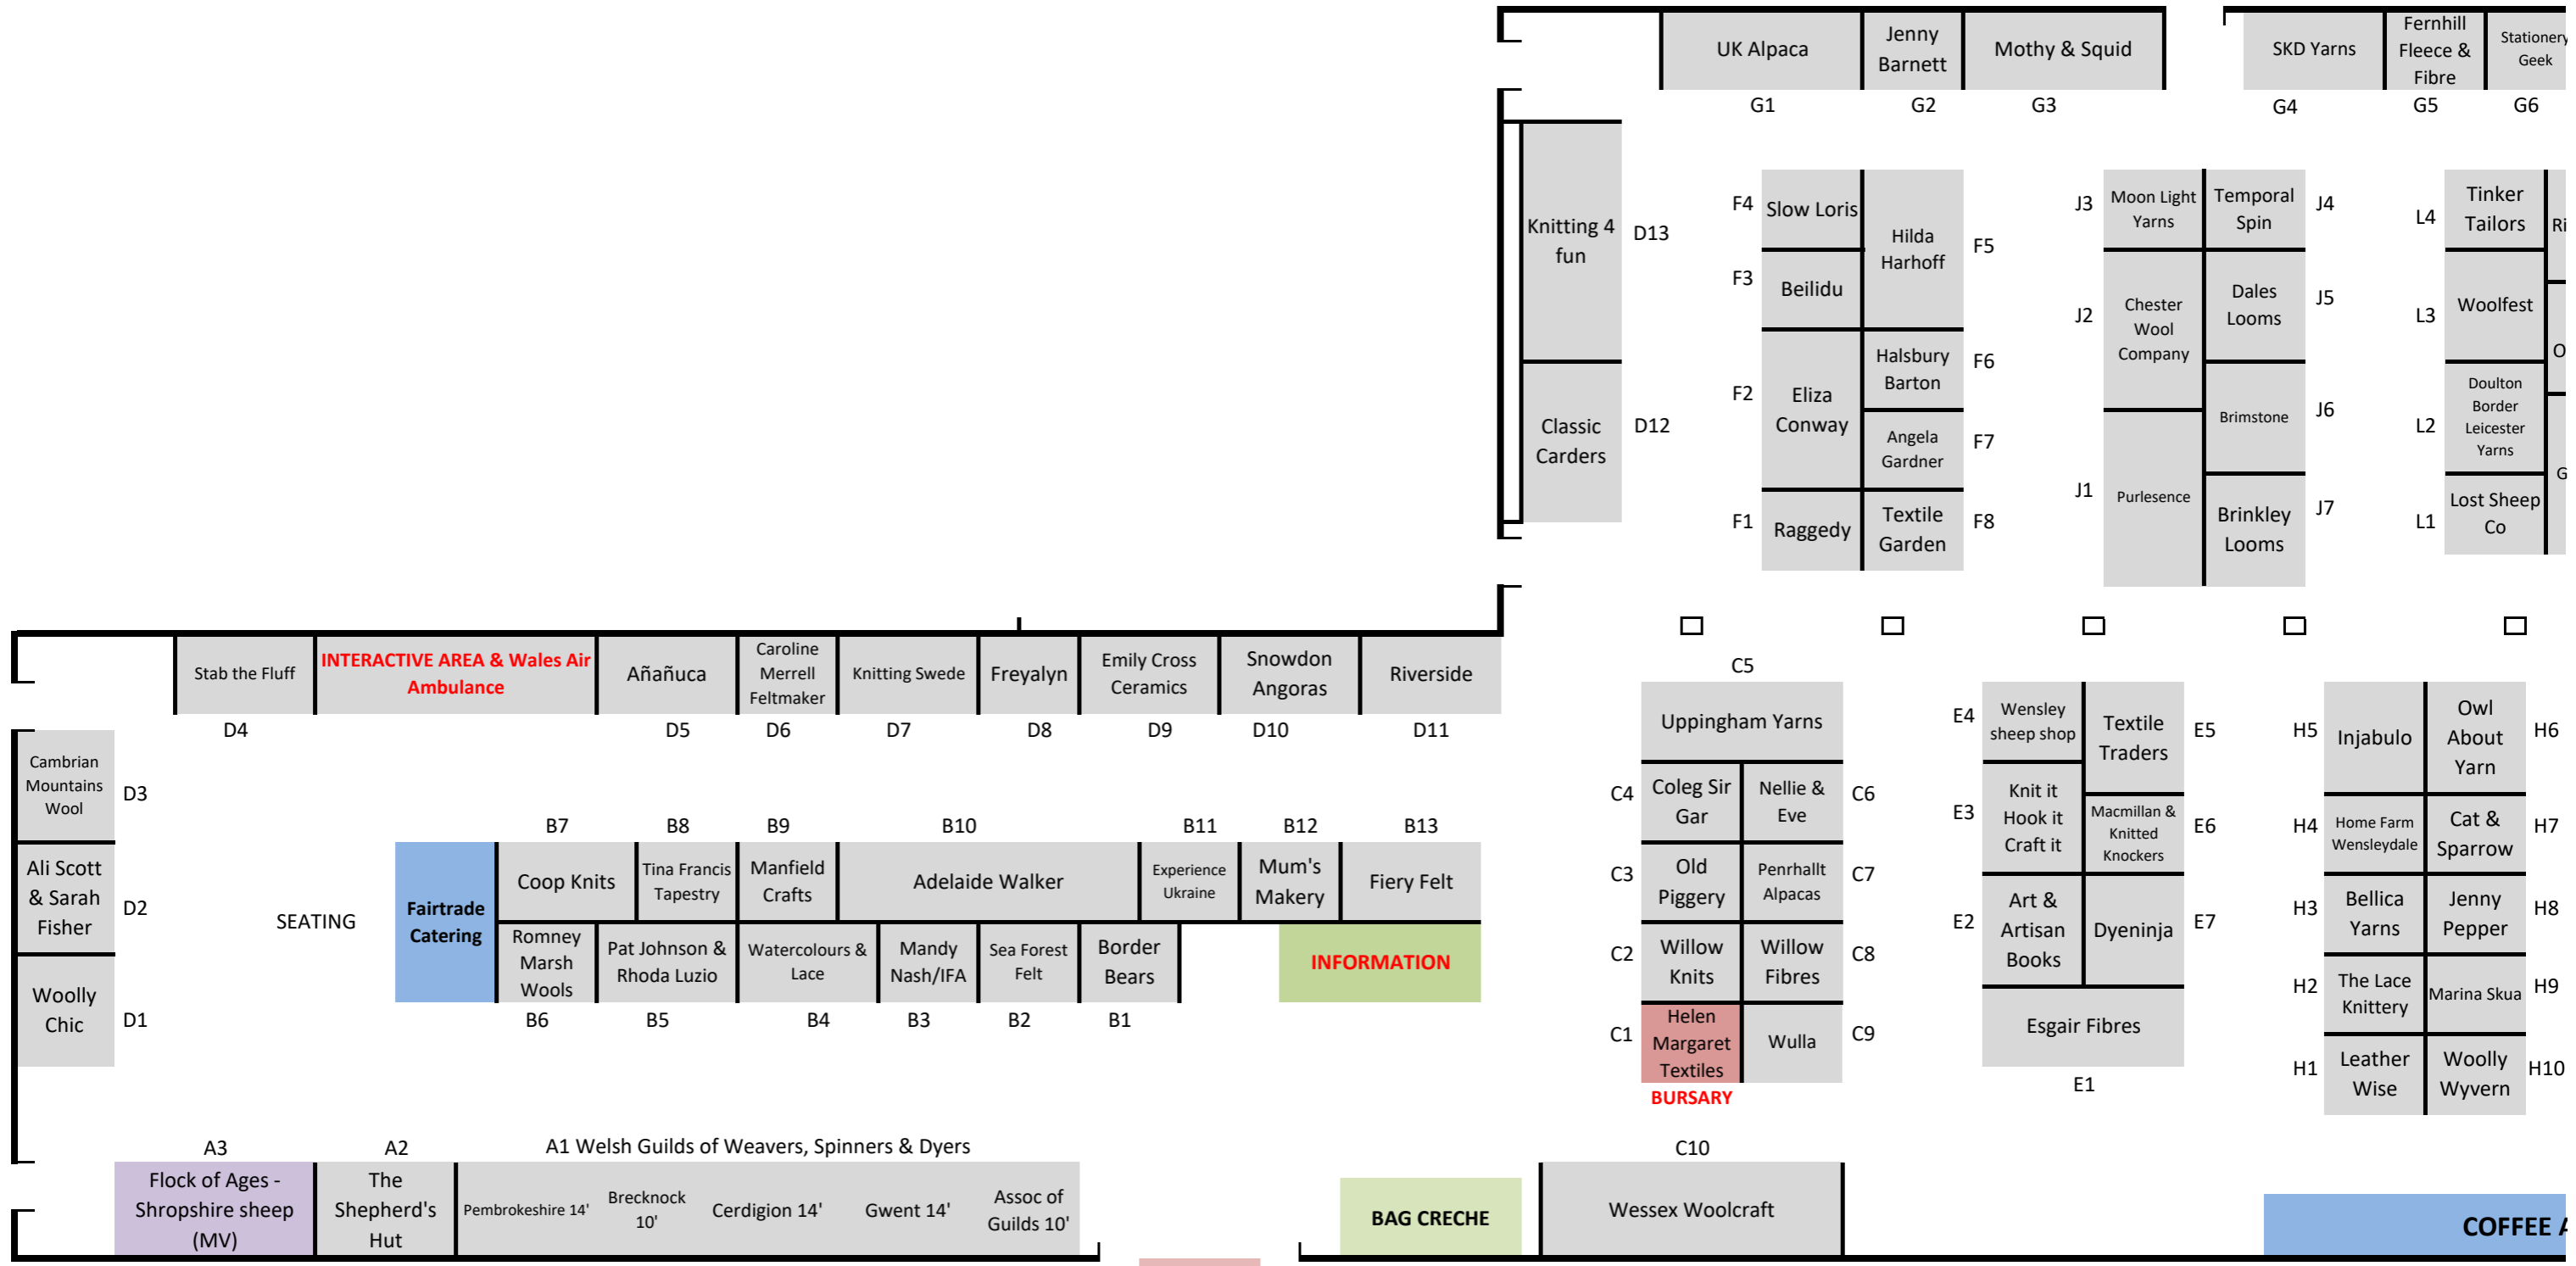 UK Alpaca
Jenny
Barnett
Mothy & Squid
SKD Yarns
Fernhill
Fleece &
Fibre
Stationery
Geek
G1
G2
G3
G4
G5
G6
Knitting 4
fun
D13
Classic
Carders
D12
F4
Slow Loris
F3
Beilidu
F2
Eliza
Conway
F1
Raggedy
Hilda
Harhoff
F5
Halsbury
Barton
F6
Angela
Gardner
F7
Textile
Garden
F8
J3
Moon Light
Yarns
J2
Chester
Wool
Company
J1
Purlesence
Temporal
Spin
J4
Dales
Looms
J5
Brimstone
J6
Brinkley
Looms
J7
L4
Tinker
Tailors
L3
Woolfest
L2
Doulton
Border
Leicester
Yarns
L1
Lost Sheep
Co
Ri
O
G
Stab the Fluff
INTERACTIVE AREA & Wales Air
Ambulance
Añañuca
Caroline
Merrell
Feltmaker
Knitting Swede
Freyalyn
Emily Cross
Ceramics
Snowdon
Angoras
Riverside
D4
D5
D6
D7
D8
D9
D10
D11
Cambrian
Mountains
Wool
D3
Ali Scott
& Sarah
Fisher
D2
Woolly
Chic
D1
SEATING
Fairtrade
Catering
B7
B8
B9
B10
B11
B12
B13
Coop Knits
Tina Francis
Tapestry
Manfield
Crafts
Adelaide Walker
Experience
Ukraine
Mum's
Makery
Fiery Felt
Romney
Marsh
Wools
Pat Johnson &
Rhoda Luzio
Watercolours &
Lace
Mandy
Nash/IFA
Sea Forest
Felt
Border
Bears
INFORMATION
B6
B5
B4
B3
B2
B1
C5
Uppingham Yarns
C4
Coleg Sir
Gar
Nellie &
Eve
C6
C3
Old
Piggery
Penrhallt
Alpacas
C7
C2
Willow
Knits
Willow
Fibres
C8
C1
Helen
Margaret
Textiles
Wulla
C9
BURSARY
E4
Wensley
sheep shop
Textile
Traders
E5
E3
Knit it
Hook it
Craft it
Macmillan &
Knitted
Knockers
E6
E2
Art &
Artisan
Books
Dyeninja
E7
Esgair Fibres
E1
H5
Injabulo
Owl
About
Yarn
H6
H4
Home Farm
Wensleydale
Cat &
Sparrow
H7
H3
Bellica
Yarns
Jenny
Pepper
H8
H2
The Lace
Knittery
Marina Skua
H9
H1
Leather
Wise
Woolly
Wyvern
H10
A3
A2
A1 Welsh Guilds of Weavers, Spinners & Dyers
Flock of Ages -
Shropshire sheep
(MV)
The
Shepherd's
Hut
Pembrokeshire 14'
Brecknock
10'
Cerdigion 14'
Gwent 14'
Assoc of
Guilds 10'
BAG CRECHE
C10
Wessex Woolcraft
COFFEE